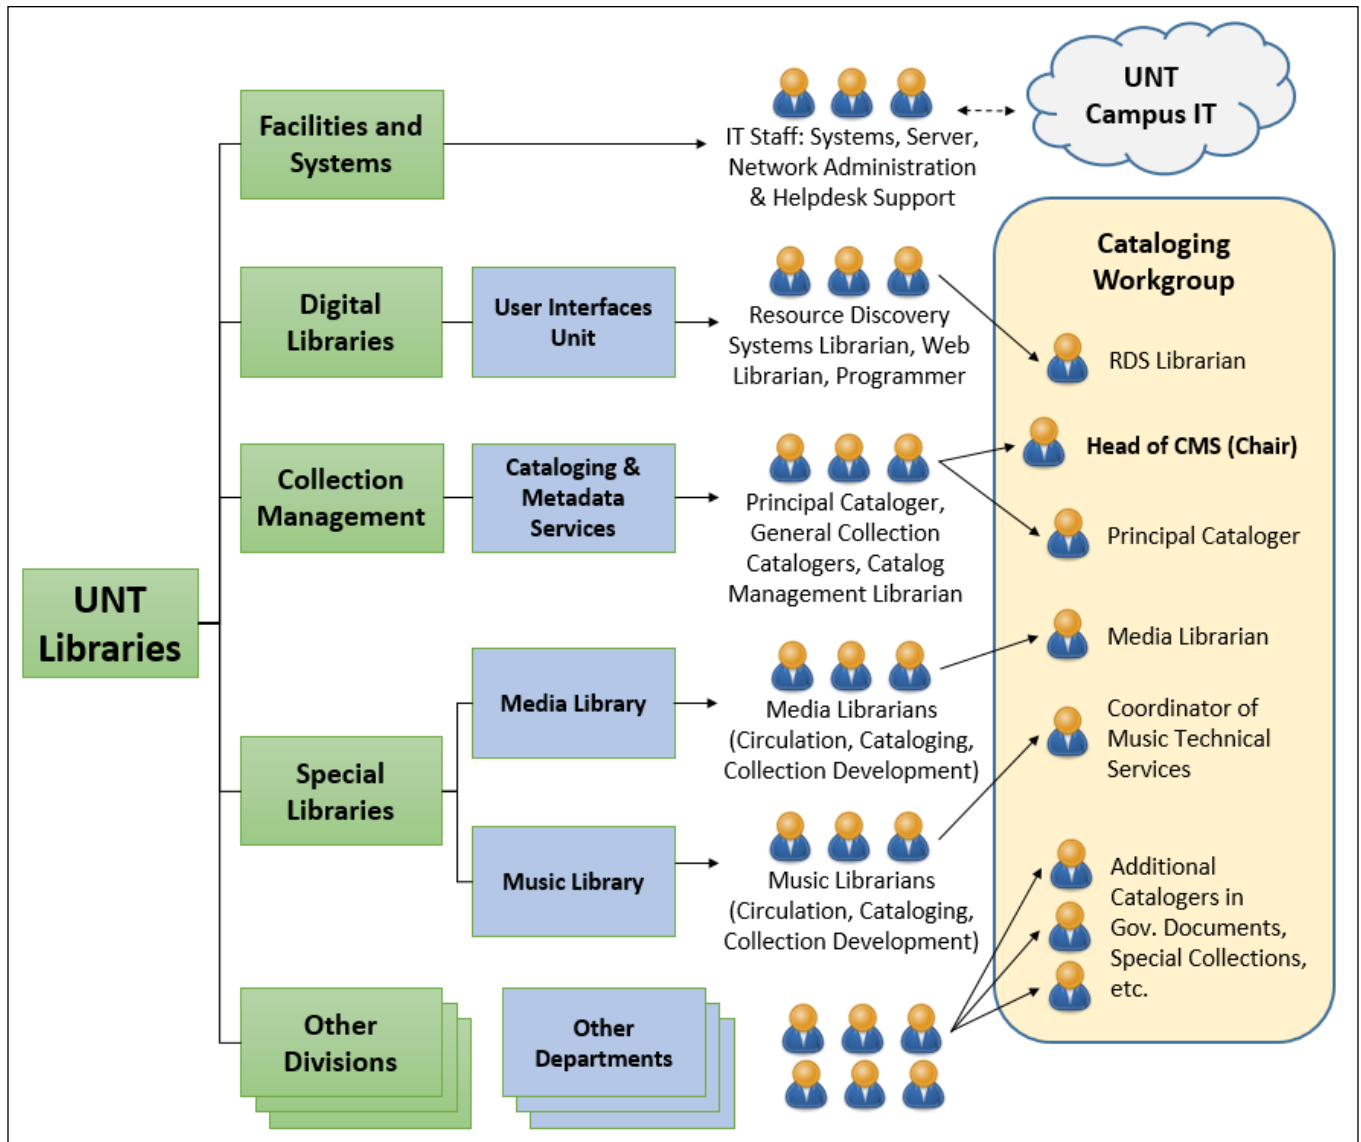 UNT
Libraries
Facilities and
Systems
IT Staff: Systems, Server,
Network Administration
& Helpdesk Support
UNT
Campus IT
Digital
Libraries
User Interfaces
Unit
Resource Discovery
Systems Librarian, Web
Librarian, Programmer
Collection
Management
Cataloging &
Metadata
Services
Principal Cataloger,
General Collection
Catalogers, Catalog
Management Librarian
Special
Libraries
Media Library
Media Librarians
(Circulation, Cataloging,
Collection Development)
Music Library
Music Librarians
(Circulation, Cataloging,
Collection Development)
Other
Divisions
Other
Departments
Cataloging
Workgroup
RDS Librarian
Head of CMS (Chair)
Principal Cataloger
Media Librarian
Coordinator of
Music Technical
Services
Additional
Catalogers in
Gov. Documents,
Special Collections,
etc.